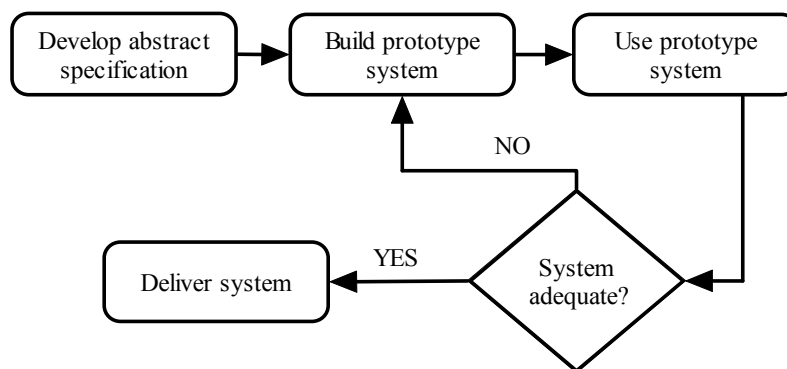 Develop abstract
specification
Build prototype
system
Use prototype
system
NO
YES
System
adequate?
Deliver system